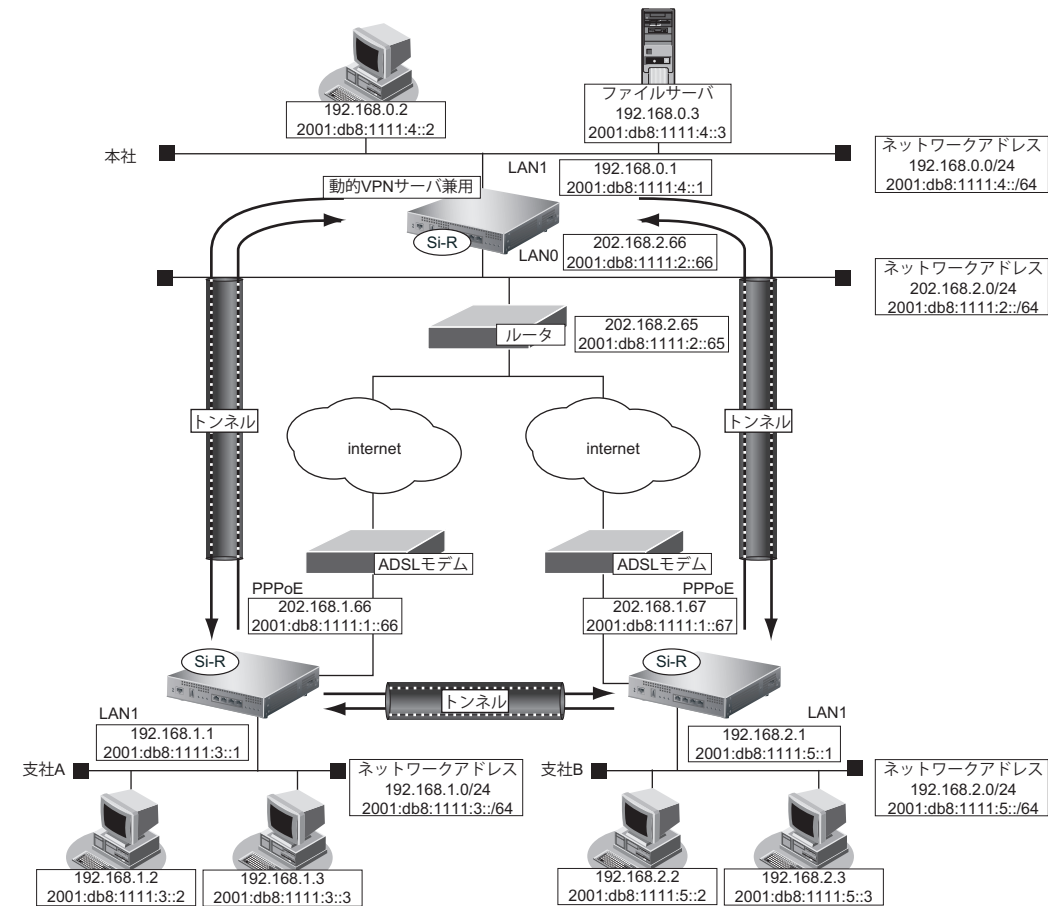 192.168.0.2
2001:db8:1111:4::2
ファイルサーバ
192.168.0.3
2001:db8:1111:4::3
本社
LAN1
192.168.0.1
2001:db8:1111:4::1
ネットワークアドレス
192.168.0.0/24
2001:db8:1111:4::/64
動的VPNサーバ兼用
Si-R
LAN0
202.168.2.66
2001:db8:1111:2::66
ネットワークアドレス
202.168.2.0/24
2001:db8:1111:2::/64
ルータ
202.168.2.65
2001:db8:1111:2::65
トンネル
internet
internet
トンネル
ADSLモデム
ADSLモデム
PPPoE
202.168.1.66
2001:db8:1111:1::66
PPPoE
202.168.1.67
2001:db8:1111:1::67
Si-R
トンネル
Si-R
LAN1
192.168.1.1
2001:db8:1111:3::1
LAN1
192.168.2.1
2001:db8:1111:5::1
支社A
ネットワークアドレス
192.168.1.0/24
2001:db8:1111:3::/64
支社B
ネットワークアドレス
192.168.2.0/24
2001:db8:1111:5::/64
192.168.1.2
2001:db8:1111:3::2
192.168.1.3
2001:db8:1111:3::3
192.168.2.2
2001:db8:1111:5::2
192.168.2.3
2001:db8:1111:5::3